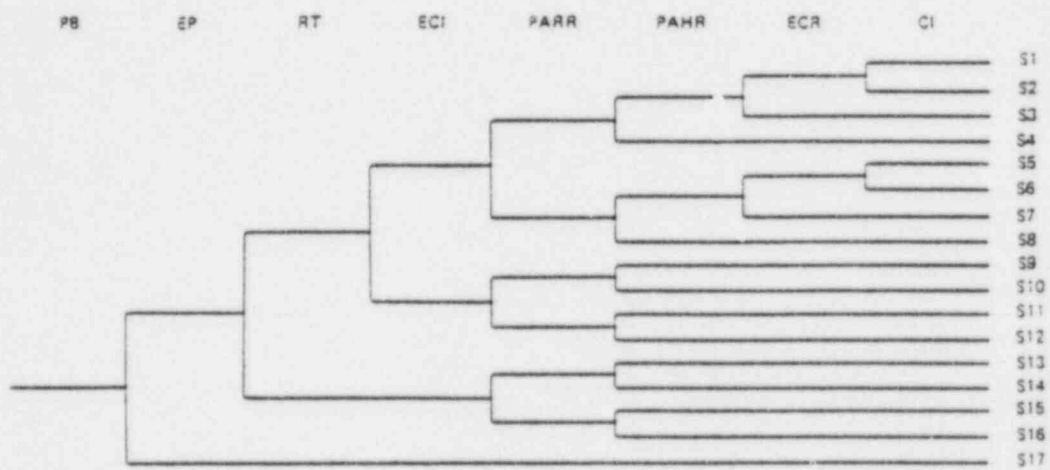 PB EP RT ECI PARR PAHR ECR CI
S1
S2
S3
S4
S5
S6
S7
S8
S9
S10
S11
S12
S13
S14
S15
S16
S17